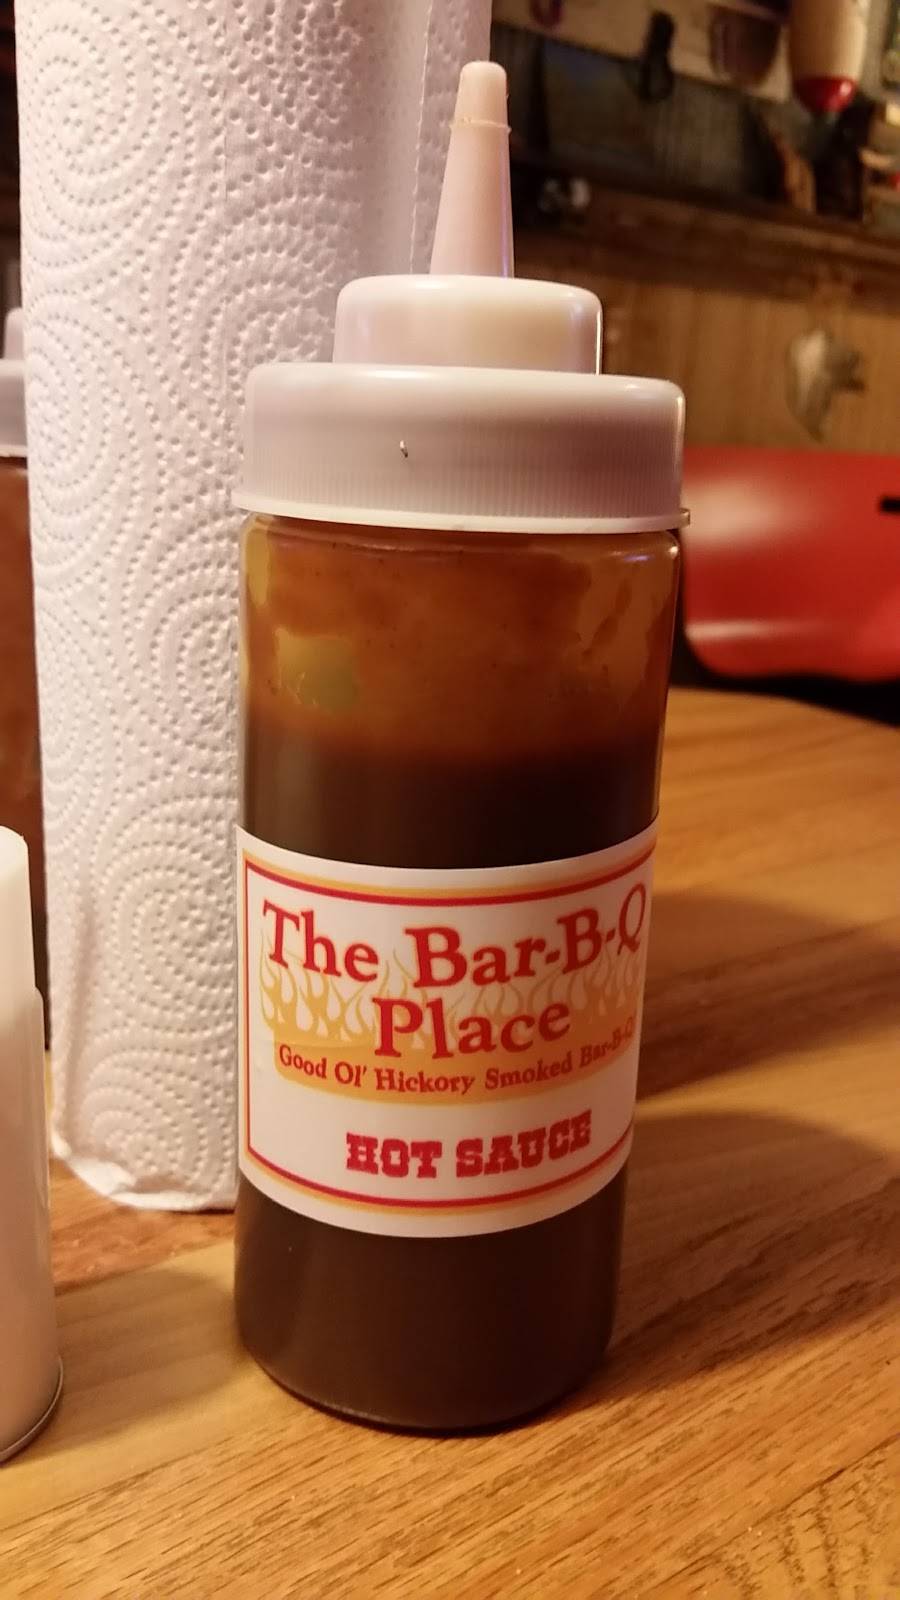 The Bar-B-Q
Place
Good Ol' Hickory Smoked Bar-B-Q
HOT SAUCE